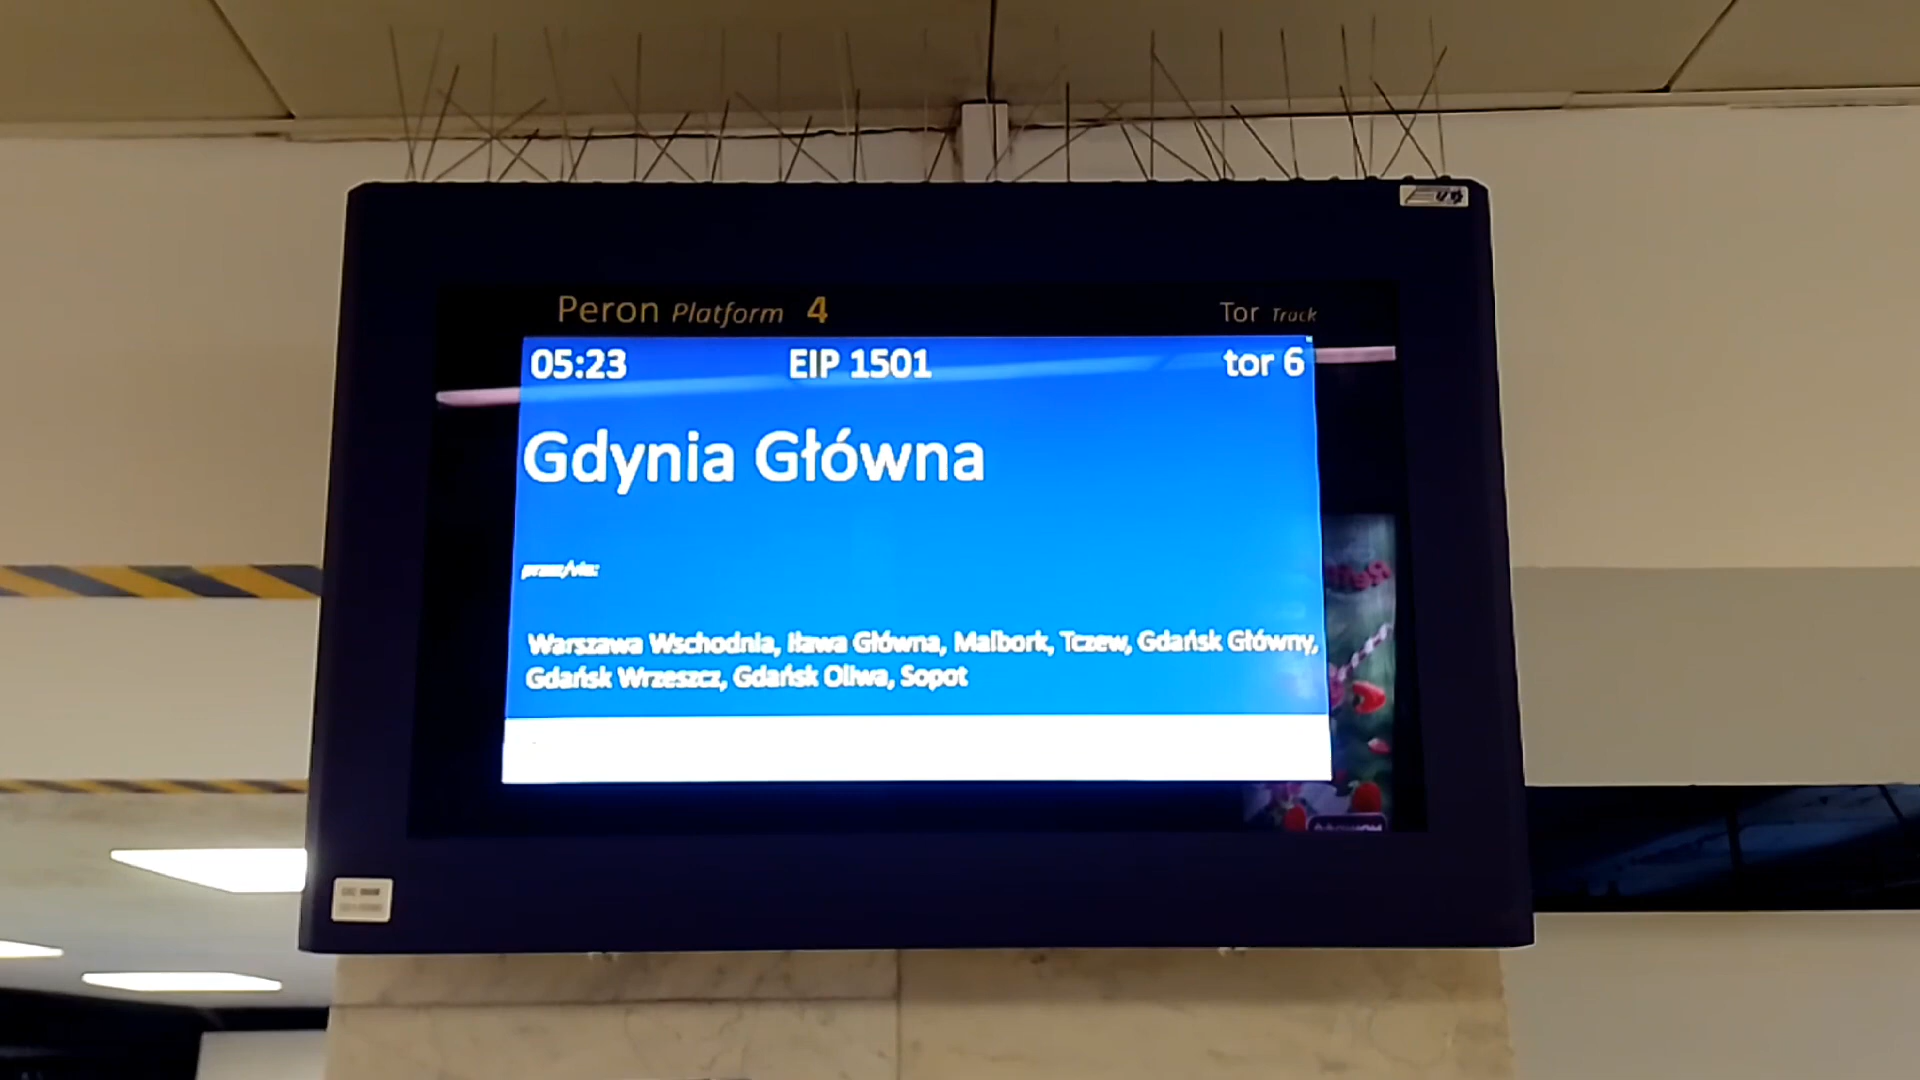 Peron Platform 4
Tor Track
05:23 EIP 1501 tor 6
Gdynia Główna
przez/via:
Warszawa Wschodnia, Iława Główna, Malbork, Tczew, Gdańsk Główny,
Gdańsk Wrzeszcz, Gdańsk Oliwa, Sopot